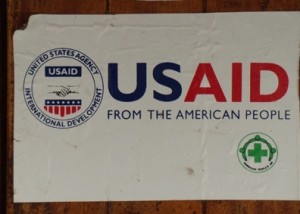 UNITED STATES AGENCY
USAID
INTERNATIONAL DEVELOPMENT
USAID
FROM THE AMERICAN PEOPLE